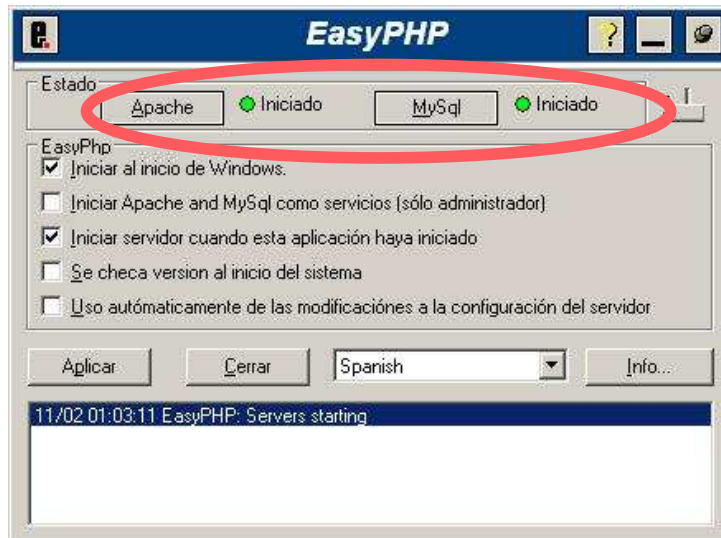 e.
EasyPHP
?
Estado
Apache Iniciado MySql Iniciado
EasyPhp
Iniciar al inicio de Windows.
Iniciar Apache and MySql como servicios (sólo administrador)
Iniciar servidor cuando esta aplicación haya iniciado
Se checa version al inicio del sistema
Uso autómaticamente de las modificaciónes a la configuración del servidor
Aplicar Cerrar Spanish Info...
11/02 01:03:11 EasyPHP: Servers starting